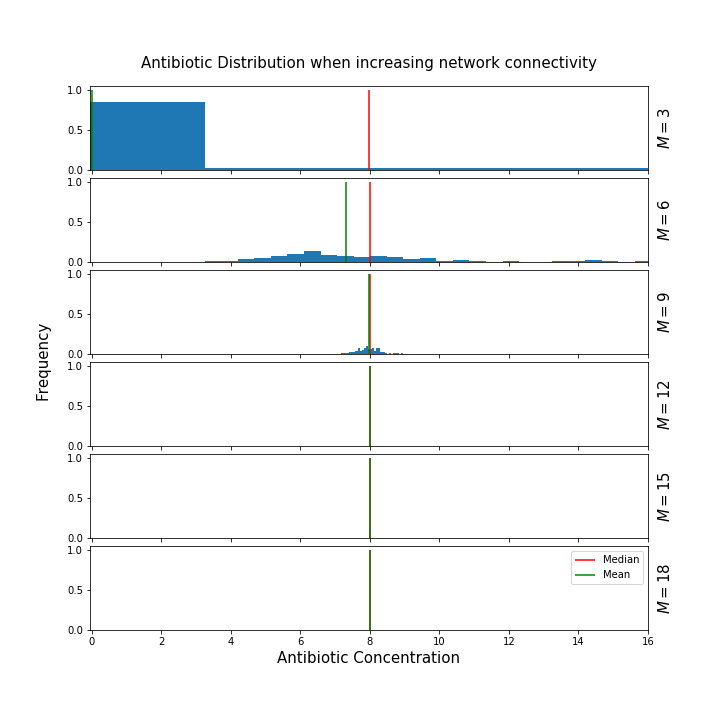 Antibiotic Distribution when increasing network connectivity
1.0
0.5
0.0
M = 3
1.0
0.5
0.0
M = 6
1.0
0.5
0.0
M = 9
Frequency
1.0
0.5
0.0
M = 12
1.0
0.5
0.0
M = 15
1.0
0.5
0.0
M = 18
Median
Mean
0 2 4 6 8 10 12 14 16
Antibiotic Concentration